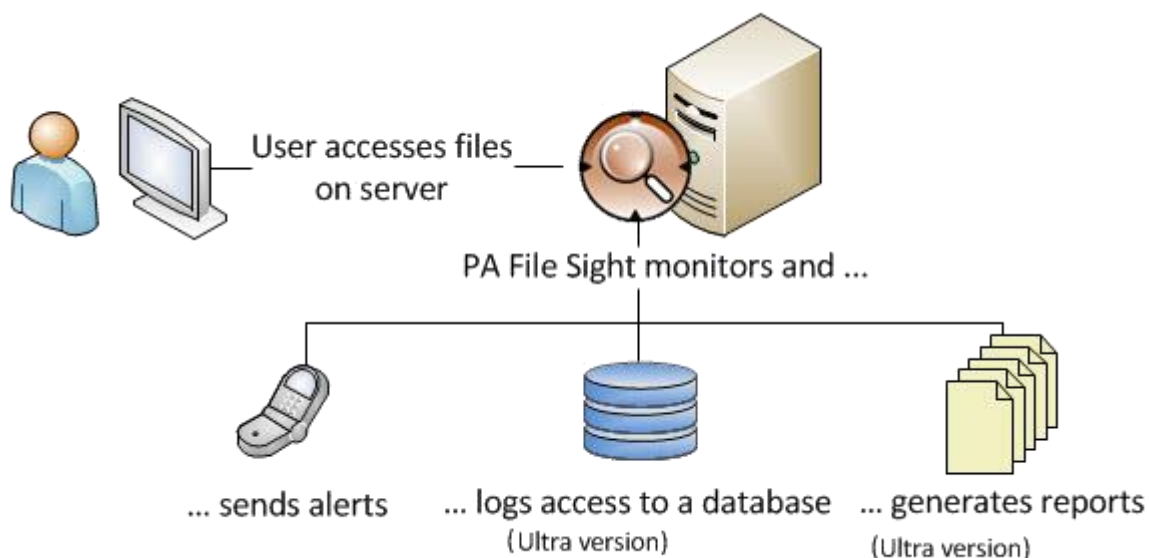 User accesses files
on server
PA File Sight monitors and ...
... sends alerts
... logs access to a database
(Ultra version)
... generates reports
(Ultra version)